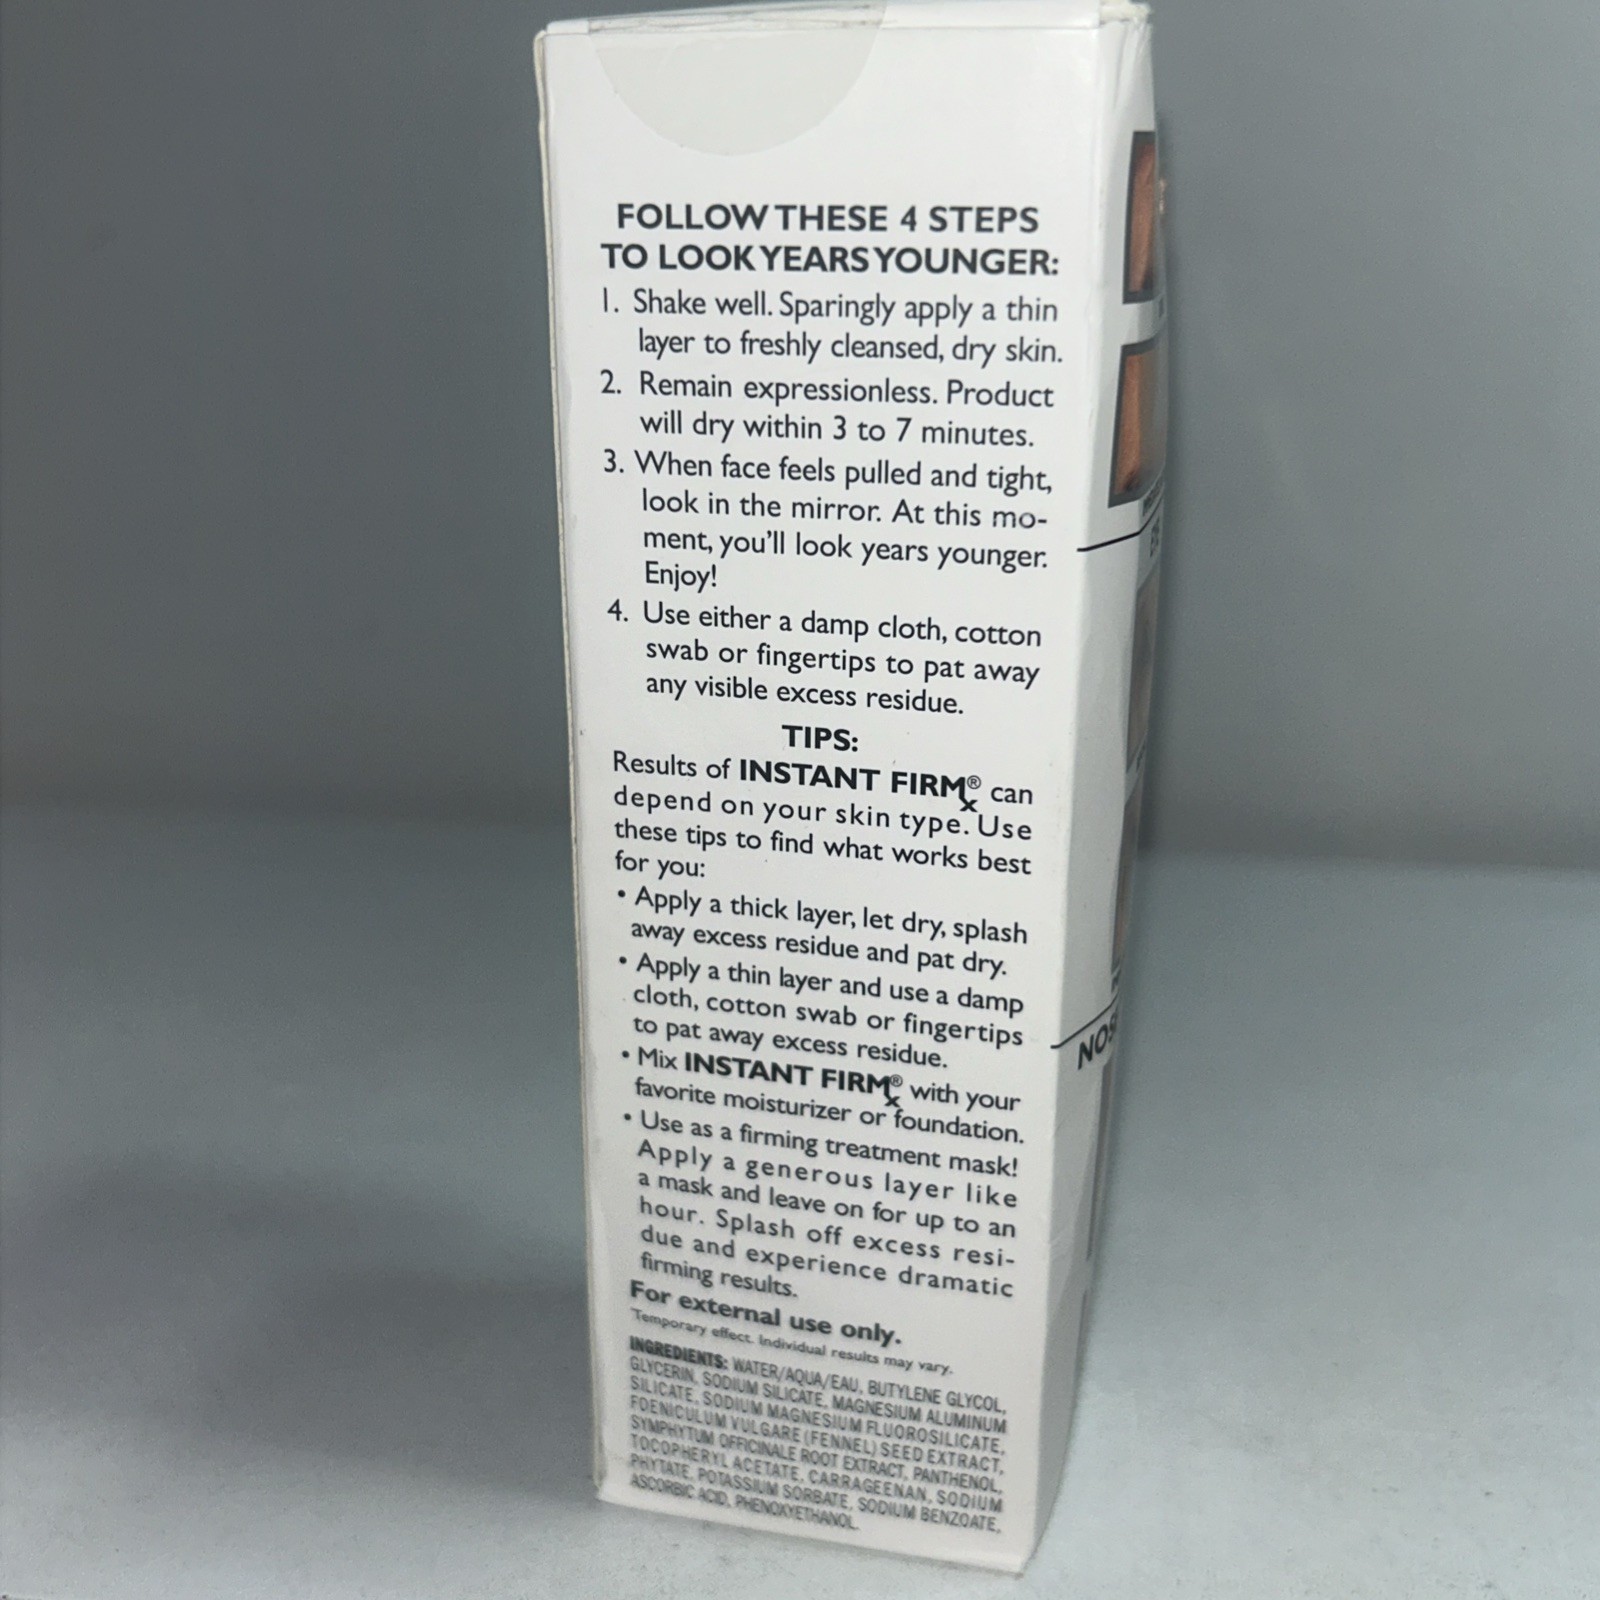 FOLLOW THESE 4 STEPS
TO LOOK YEARS YOUNGER:
1. Shake well. Sparingly apply a thin
layer to freshly cleansed, dry skin.
2. Remain expressionless. Product
will dry within 3 to 7 minutes.
3. When face feels pulled and tight,
look in the mirror. At this mo-
ment, you'll look years younger.
Enjoy!
4. Use either a damp cloth, cotton
swab or fingertips to pat away
any visible excess residue.
TIPS:
Results of INSTANT FIRMx® can
depend on your skin type. Use
these tips to find what works best
for you:
• Apply a thick layer, let dry, splash
away excess residue and pat dry.
• Apply a thin layer and use a damp
cloth, cotton swab or fingertips
to pat away excess residue.
• Mix INSTANT FIRMx® with your
favorite moisturizer or foundation.
• Use as a firming treatment mask!
Apply a generous layer like
a mask and leave on for up to an
hour. Splash off excess resi-
due and experience dramatic
firming results.
For external use only.
Temporary effect. Individual results may vary.
INGREDIENTS: WATER/AQUA/EAU, BUTYLENE GLYCOL,
GLYCERIN, SODIUM SILICATE, MAGNESIUM ALUMINUM
SILICATE, SODIUM MAGNESIUM FLUOROSILICATE,
FOENICULUM VULGARE (FENNEL) SEED EXTRACT,
SYMPHYTUM OFFICINALE ROOT EXTRACT, PANTHENOL,
TOCOPHERYL ACETATE, CARRAGEENAN, SODIUM
PHYTATE, POTASSIUM SORBATE, SODIUM BENZOATE,
ASCORBIC ACID, PHENOXYETHANOL.